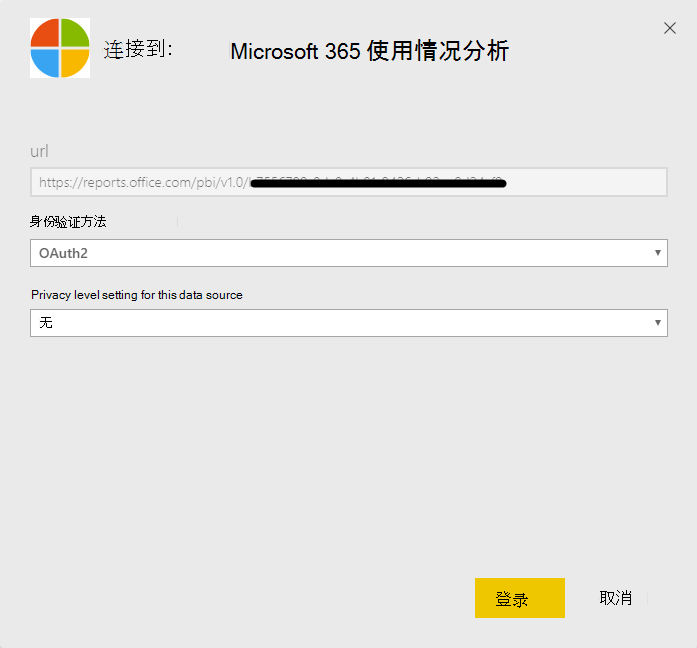 连接到:
Microsoft 365 使用情况分析
url
https://reports.office.com/pbi/v1.0/
身份验证方法
OAuth2
Privacy level setting for this data source
无
登录
取消